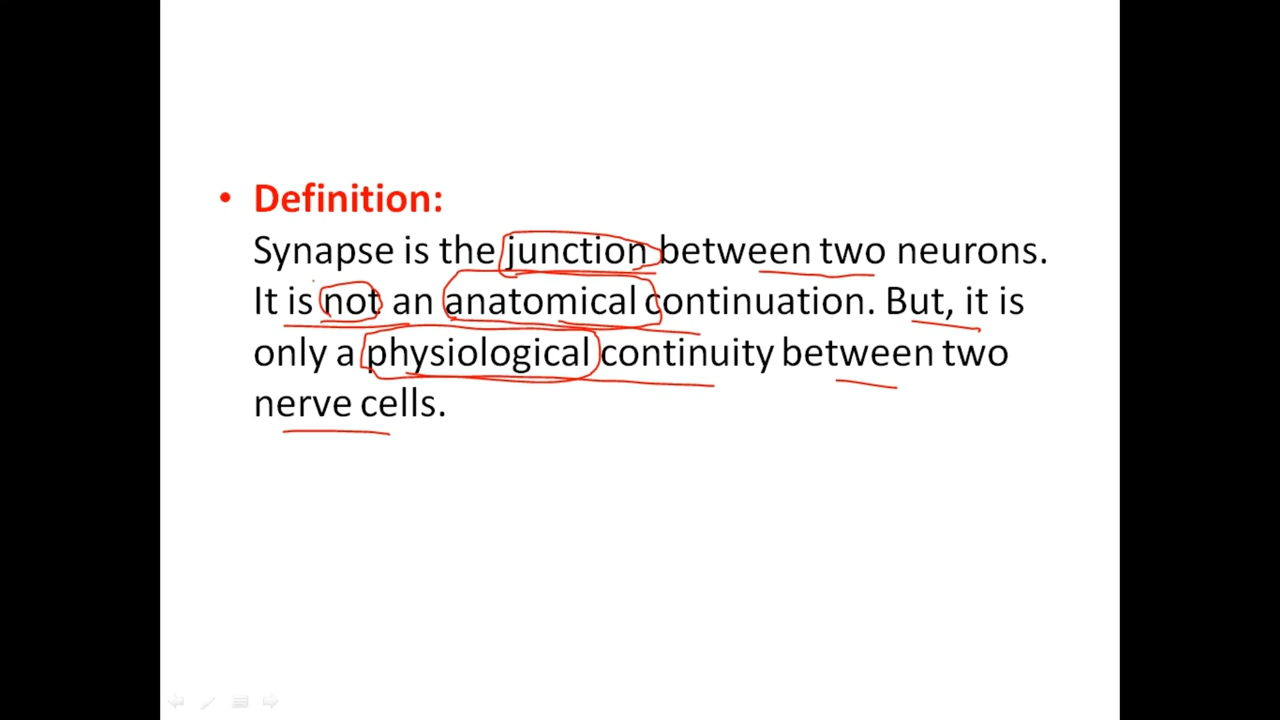 • Definition:
Synapse is the junction between two neurons.
It is not an anatomical continuation. But, it is
only a physiological continuity between two
nerve cells.